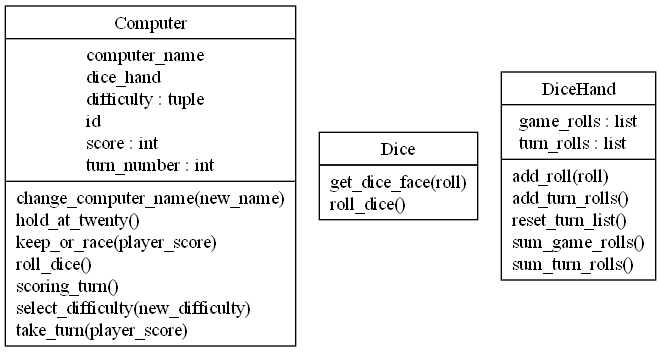 Computer
computer_name
dice_hand
difficulty : tuple
id
score : int
turn_number : int
change_computer_name(new_name)
hold_at_twenty()
keep_or_race(player_score)
roll_dice()
scoring_turn()
select_difficulty(new_difficulty)
take_turn(player_score)
Dice
get_dice_face(roll)
roll_dice()
DiceHand
game_rolls : list
turn_rolls : list
add_roll(roll)
add_turn_rolls()
reset_turn_list()
sum_game_rolls()
sum_turn_rolls()